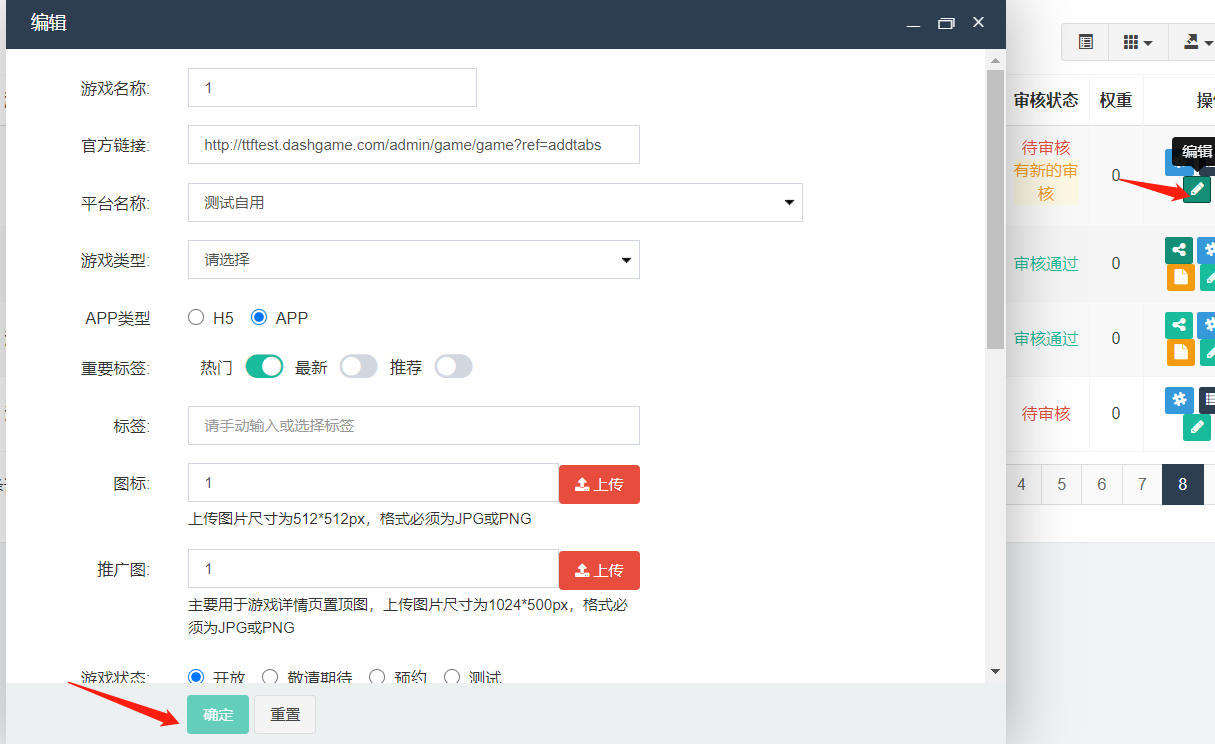 编辑
游戏名称:
1
官方链接:
http://ttftest.dashgame.com/admin/game/game?ref=addtabs
平台名称:
测试自用
游戏类型:
请选择
APP类型
H5
APP
重要标签:
热门
最新
推荐
标签:
请手动输入或选择标签
图标:
1
上传
上传图片尺寸为512*512px，格式必须为JPG或PNG
推广图:
1
上传
主要用于游戏详情页置顶图，上传图片尺寸为1024*500px，格式必
须为JPG或PNG
游戏状态:
开放
敬请期待
预约
测试
确定
重置
审核状态
权重
待审核
有新的审
核
0
编辑
审核通过
0
审核通过
0
待审核
0
4
5
6
7
8